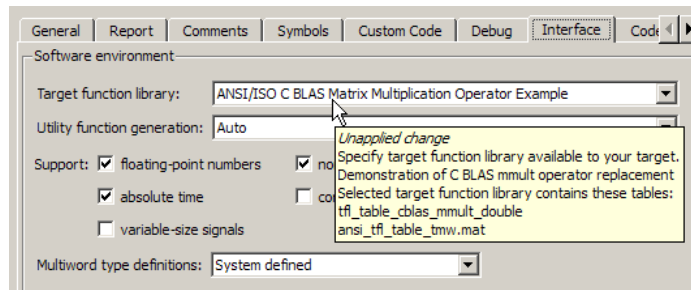 General Report Comments Symbols Custom Code Debug Interface Code
Software environment
Target function library: ANSI/ISO C BLAS Matrix Multiplication Operator Example
Utility function generation: Auto
Unapplied change
Specify target function library available to your target.
Support: floating-point numbers
Demonstration of C BLAS mmult operator replacement
absolute time
Selected target function library contains these tables:
tfl_table_cblas_mmult_double
variable-size signals
ansi_tfl_table_tmw.mat
Multiword type definitions: System defined